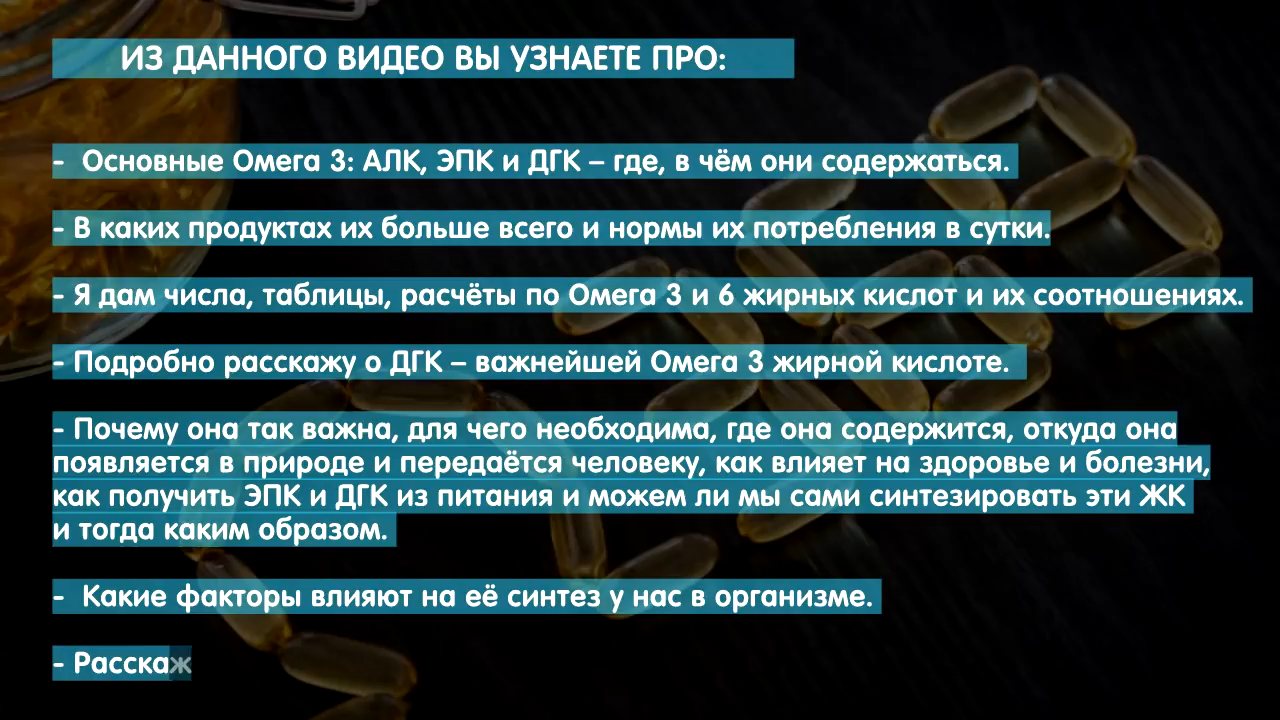 ИЗ ДАННОГО ВИДЕО ВЫ УЗНАЕТЕ ПРО:
- Основные Омега 3: АЛК, ЭПК и ДГК – где, в чём они содержаться.
- В каких продуктах их больше всего и нормы их потребления в сутки.
- Я дам числа, таблицы, расчёты по Омега 3 и 6 жирных кислот и их соотношениях.
- Подробно расскажу о ДГК – важнейшей Омега 3 жирной кислоте.
- Почему она так важна, для чего необходима, где она содержится, откуда она
появляется в природе и передаётся человеку, как влияет на здоровье и болезни,
как получить ЭПК и ДГК из питания и можем ли мы сами синтезировать эти ЖК
и тогда каким образом.
- Какие факторы влияют на её синтез у нас в организме.
- Расскаж